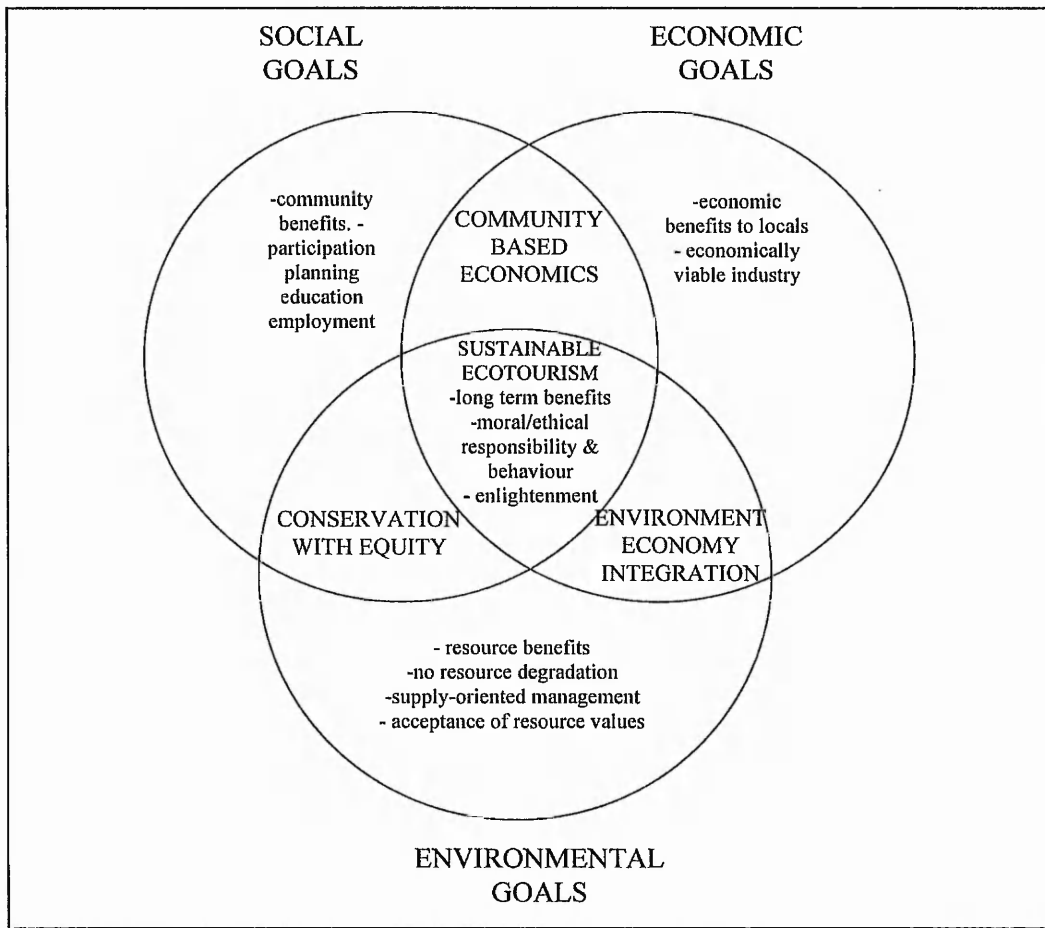 SOCIAL
GOALS
ECONOMIC
GOALS
-community
benefits. -
participation
planning
education
employment
COMMUNITY
BASED
ECONOMICS
-economic
benefits to locals
- economically
viable industry
SUSTAINABLE
ECOTOURISM
-long term benefits
-moral/ethical
responsibility &
behaviour
- enlightenment
CONSERVATION
WITH EQUITY
ENVIRONMENT
ECONOMY
INTEGRATION
- resource benefits
-no resource degradation
-supply-oriented management
- acceptance of resource values
ENVIRONMENTAL
GOALS